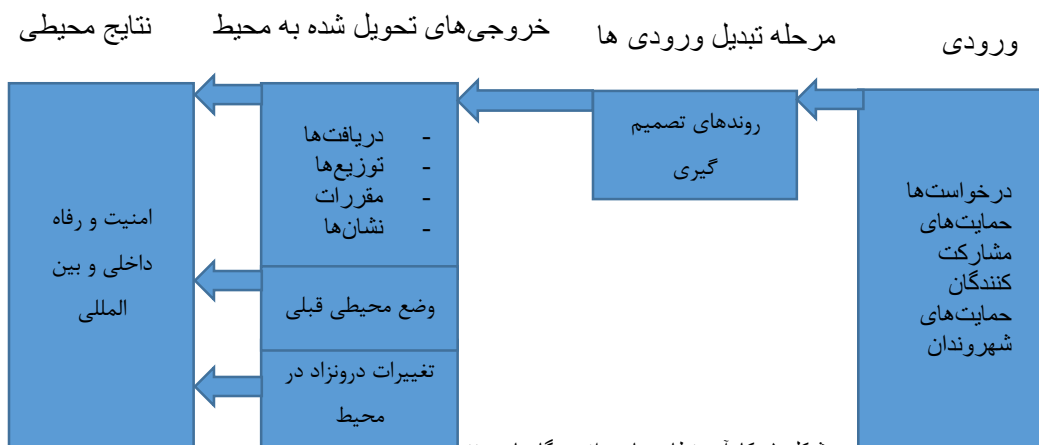 ورودی
مرحله تبدیل ورودی ها
خروجی‌های تحویل شده به محیط
نتایج محیطی
درخواست‌ها
حمایت‌های
مشارکت
کنندگان
حمایت‌های
شهروندان
روندهای تصمیم
گیری
- دریافت‌ها
- توزیع‌ها
- مقررات
- نشان‌ها
وضع محیطی قبلی
تغییرات درونزاد در
محیط
امنیت و رفاه
داخلی و بین
المللی